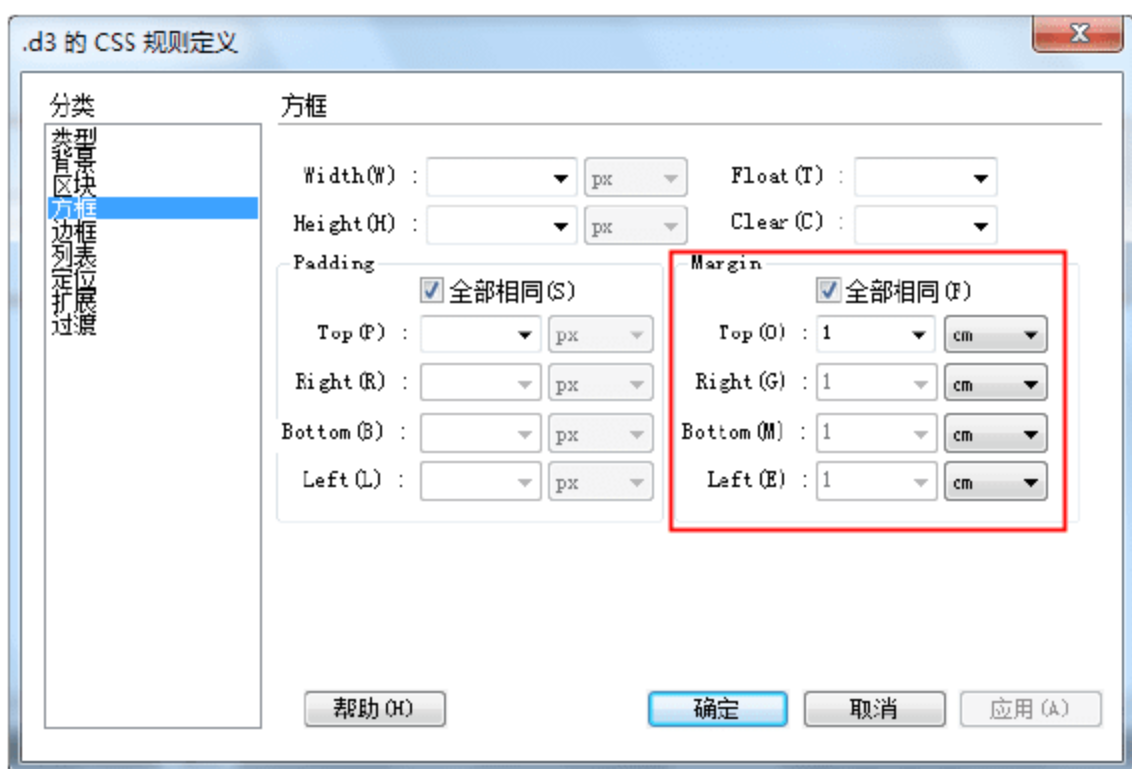 .d3 的 CSS 规则定义
x
分类
类型
背景
区块
方框
边框
列表
定位
扩展
过渡
方框
Width(W) : px Float(T) :
Height(H) : px Clear(C) :
Padding
全部相同(S)
Top(P) : px
Right(R) : px
Bottom(B) : px
Left(L) : px
Margin
全部相同(F)
Top(O) : 1 cm
Right(G) : 1 cm
Bottom(M) : 1 cm
Left(E) : 1 cm
帮助(H) 确定 取消 应用(A)